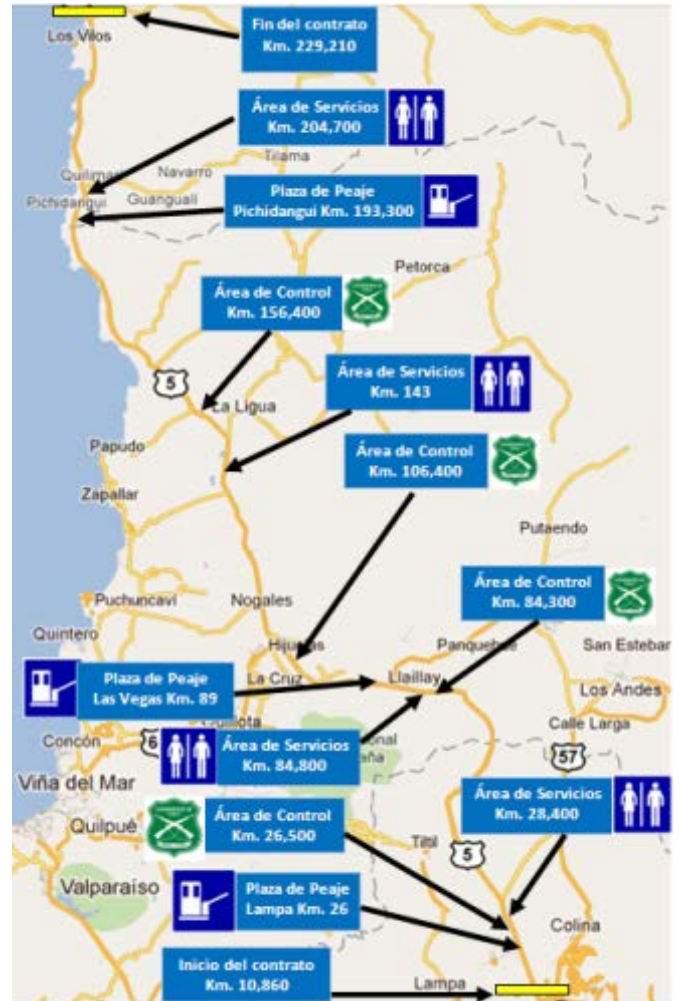 Fin del contrato
Km. 229,210
Los Vilos
Área de Servicios
Km. 204,700
Tilama
Quilimarí
Navarro
Plaza de Peaje
Pichidangui Km. 193,300
Pichidangui
Guangualí
Petorca
Área de Control
Km. 156,400
5
Área de Servicios
Km. 143
La Ligua
Área de Control
Km. 106,400
Papudo
Zapallar
Putaendo
Área de Control
Km. 84,300
Puchuncaví
Nogales
Quintero
Hijuelas
Panquehue
San Esteban
Plaza de Peaje
Las Vegas Km. 89
La Cruz
Llaillay
Los Andes
Calle Larga
Concón
6
Área de Servicios
Km. 84,800
57
Viña del Mar
Área de Servicios
Km. 28,400
Quilpué
Área de Control
Km. 26,500
Tiltil
5
Valparaíso
Plaza de Peaje
Lampa Km. 26
Colina
Inicio del contrato
Km. 10,860
Lampa